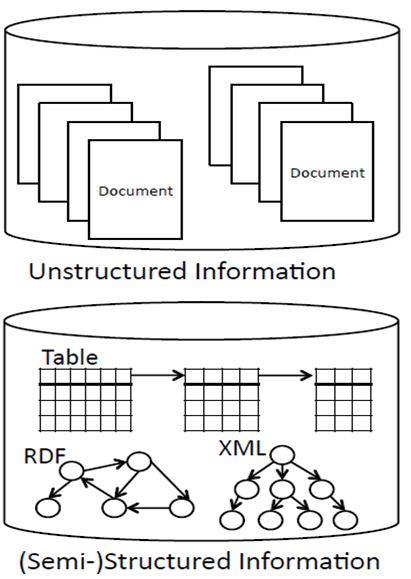 Document
Document
Unstructured Information
Table
RDF
XML
(Semi-)Structured Information